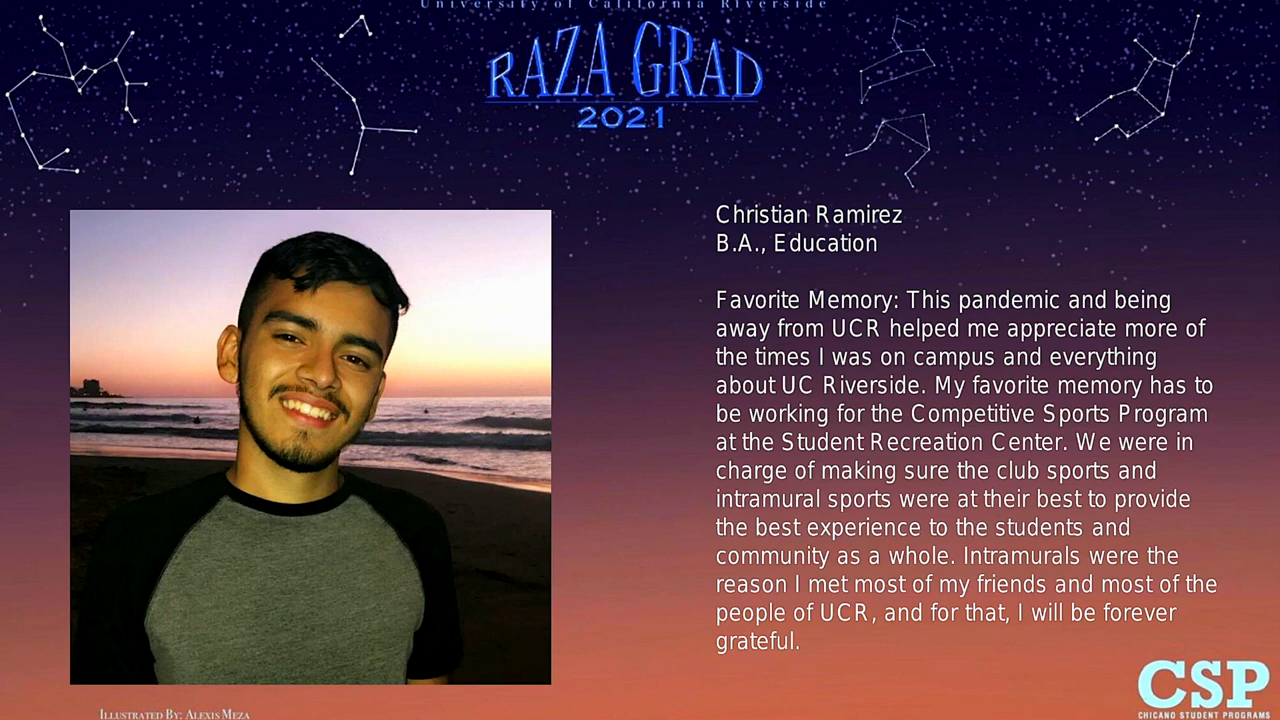 University of California Riverside
RAZA GRAD
2021
Christian Ramirez
B.A., Education
Favorite Memory: This pandemic and being
away from UCR helped me appreciate more of
the times I was on campus and everything
about UC Riverside. My favorite memory has to
be working for the Competitive Sports Program
at the Student Recreation Center. We were in
charge of making sure the club sports and
intramural sports were at their best to provide
the best experience to the students and
community as a whole. Intramurals were the
reason I met most of my friends and most of the
people of UCR, and for that, I will be forever
grateful.
CSP
CHICANO STUDENT PROGRAMS
ILLUSTRATED BY: ALEXIS MEZA